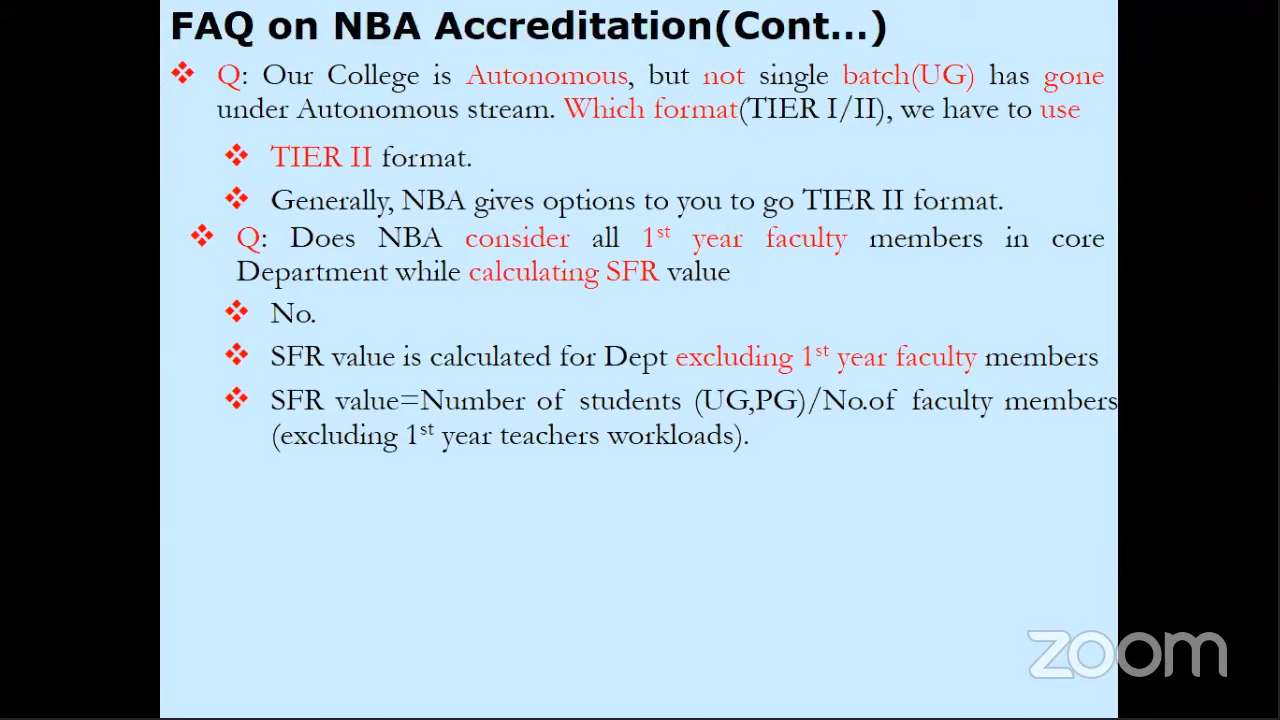 FAQ on NBA Accreditation(Cont...)
Q: Our College is Autonomous, but not single batch(UG) has gone
under Autonomous stream. Which format(TIER I/II), we have to use
TIER II format.
Generally, NBA gives options to you to go TIER II format.
Q: Does NBA consider all 1st year faculty members in core
Department while calculating SFR value
No.
SFR value is calculated for Dept excluding 1st year faculty members
SFR value=Number of students (UG,PG)/No.of faculty members
(excluding 1st year teachers workloads).
zoom